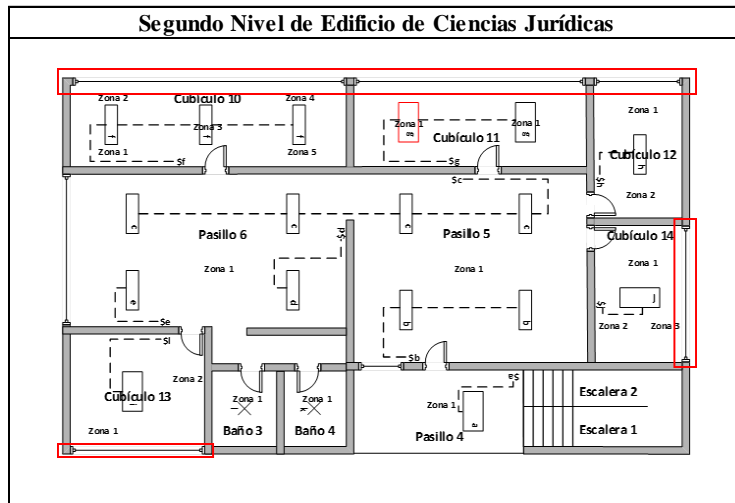 Segundo Nivel de Edificio de Ciencias Jurídicas
Zona 2
Cubículo 10
Zona 4
Zona 1
Zona 1
Zona 1
f
f
f
g
g
Zona 3
Cubículo 11
Cubículo 12
h
Zona 1
Zona 5
$f
$g
$c
$h
Zona 2
c
c
c
c
Pasillo 6
$d
Pasillo 5
Cubículo 14
Zona 1
Zona 1
Zona 1
e
d
b
b
J
Zona 2
Zona 3
$e
$i
$b
$a
Zona 2
Cubículo 13
i
Zona 1
Zona 1
Zona 1
Zona 1
a
Escalera 2
Baño 3
Baño 4
Pasillo 4
Escalera 1